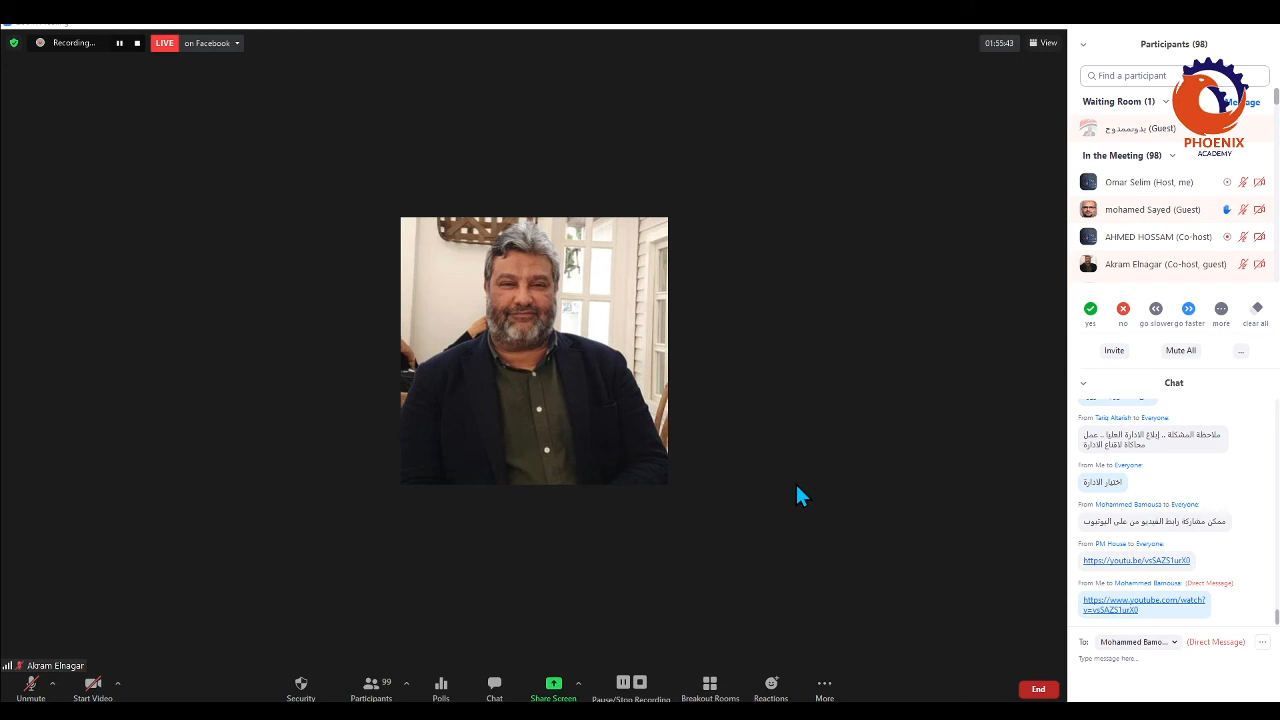 Recording...
LIVE on Facebook
01:55:43
View
Participants (98)
Find a participant
Waiting Room (1)
Message
(Guest)
PHOENIX
ACADEMY
In the Meeting (98)
Omar Selim (Host, me)
mohamed Sayed (Guest)
AHMED HOSSAM (Co-host)
Akram Elnagar (Co-host, guest)
yes no go slower go faster more clear all
Invite Mute All ...
Chat
From Tariq Altarish to Everyone:
ملاحظة المشكلة .. إبلاغ الادارة العليا .. عمل
محاكاة لاقناع الادارة
From Me to Everyone:
اختيار الادارة
From Mohammed Bamousa to Everyone:
ممكن مشاركة رابط الفيديو من على اليوتيوب
From PM House to Everyone:
https://youtu.be/vsSAZS1urX0
From Me to Mohammed Bamousa: (Direct Message)
https://www.youtube.com/watch?
v=vsSAZS1urX0
To: Mohammed Bamo... (Direct Message)
Type message here...
Akram Elnagar
Unmute Start Video Security Participants 99 Polls Chat Share Screen Pause/Stop Recording Breakout Rooms Reactions More End